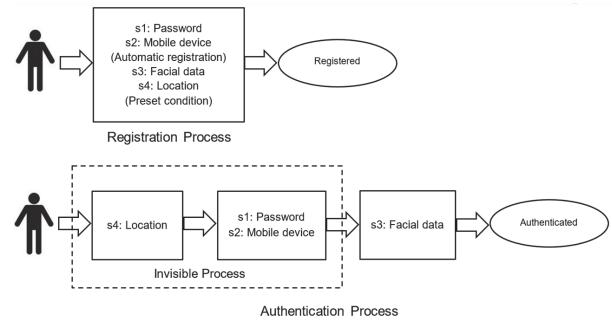 s1: Password
s2: Mobile device
(Automatic registration)
s3: Facial data
s4: Location
(Preset condition)
Registered
Registration Process
s4: Location
s1: Password
s2: Mobile device
s3: Facial data
Authenticated
Invisible Process
Authentication Process